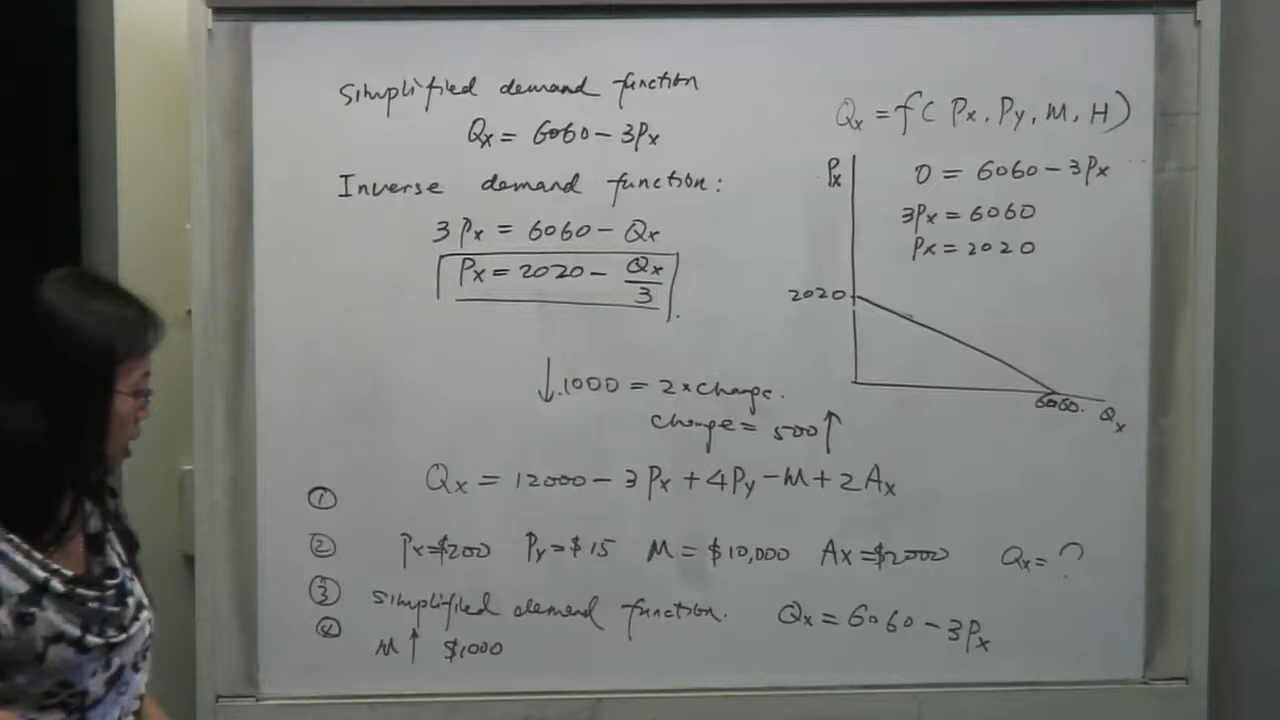 Simplified demand function
Qx = 6060 - 3Px
Inverse demand function:
3Px = 6060 - Qx
Px = 2020 - Qx/3
Qx = f( Px, Py, M, H )
Px
0 = 6060 - 3Px
3Px = 6060
Px = 2020
2020
6060.
Qx
↓.1000 = 2 x change.
change = 500 ↑
① Qx = 12000 - 3Px + 4Py - M + 2Ax
② Px=$200 Py=$15 M = $10,000 Ax=$2000 Qx= ?
③ simplified demand function. Qx = 6060 - 3Px
④ M ↑ $1000